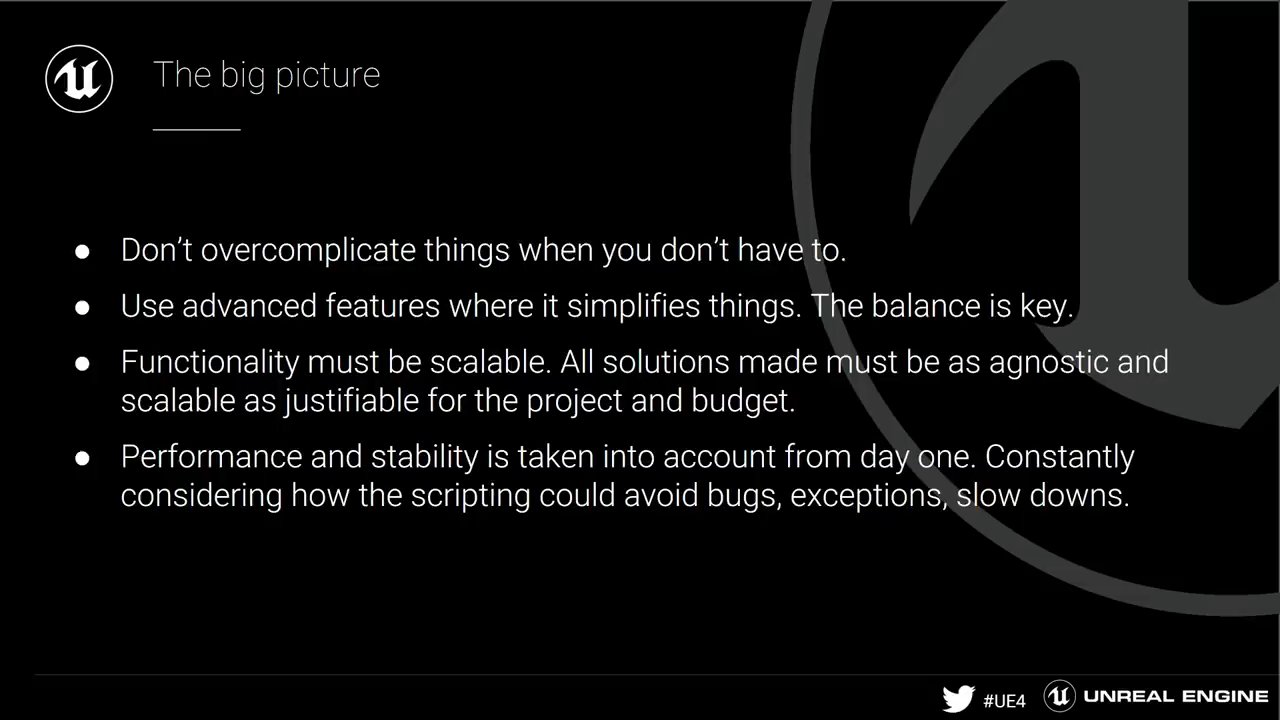 The big picture
● Don’t overcomplicate things when you don’t have to.
● Use advanced features where it simplifies things. The balance is key.
● Functionality must be scalable. All solutions made must be as agnostic and
scalable as justifiable for the project and budget.
● Performance and stability is taken into account from day one. Constantly
considering how the scripting could avoid bugs, exceptions, slow downs.
#UE4 UNREAL ENGINE